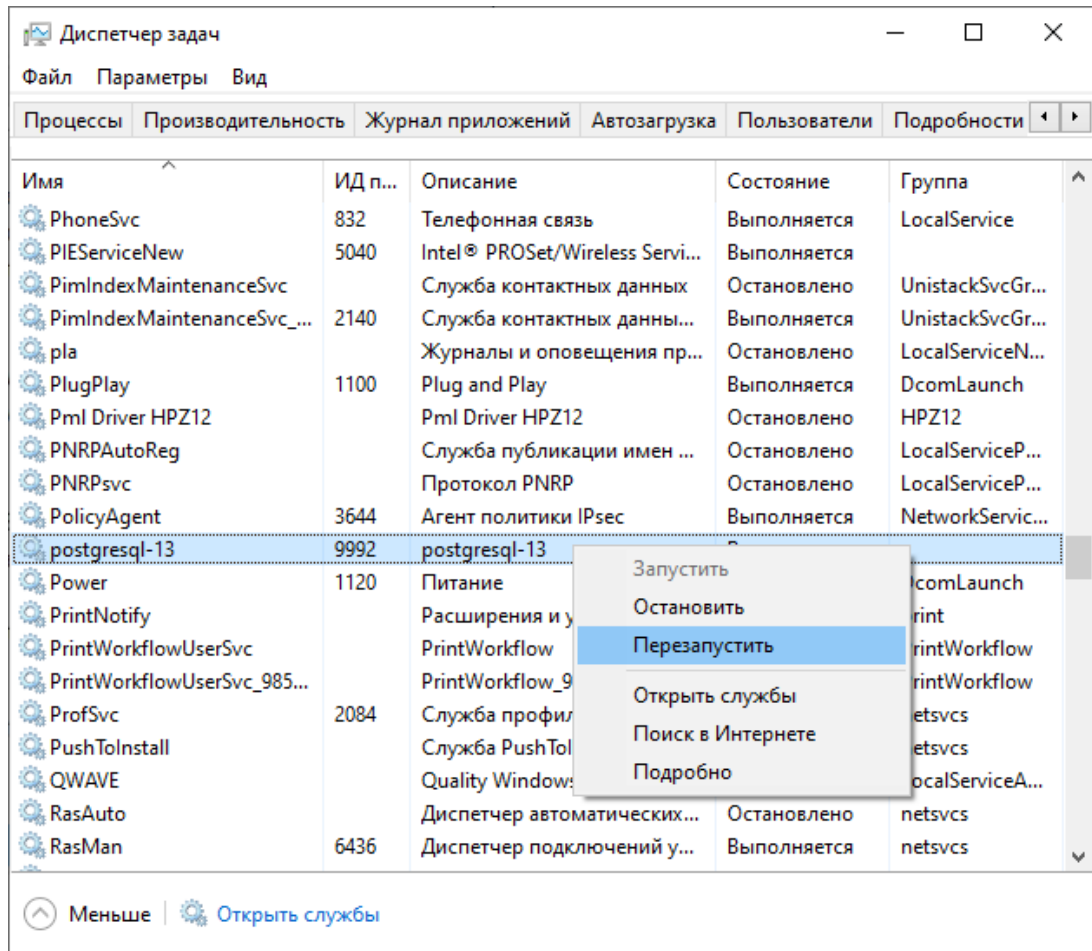 Диспетчер задач
Файл Параметры Вид
Процессы Производительность Журнал приложений Автозагрузка Пользователи Подробности
Имя ИД п... Описание Состояние Группа
PhoneSvc 832 Телефонная связь Выполняется LocalService
PIEServiceNew 5040 Intel® PROSet/Wireless Servi... Выполняется
PimIndexMaintenanceSvc Служба контактных данных Остановлено UnistackSvcGr...
PimIndexMaintenanceSvc_... 2140 Служба контактных данны... Выполняется UnistackSvcGr...
pla Журналы и оповещения пр... Остановлено LocalServiceN...
PlugPlay 1100 Plug and Play Выполняется DcomLaunch
Pml Driver HPZ12 Pml Driver HPZ12 Остановлено HPZ12
PNRPAutoReg Служба публикации имен ... Остановлено LocalServiceP...
PNRPsvc Протокол PNRP Остановлено LocalServiceP...
PolicyAgent 3644 Агент политики IPsec Выполняется NetworkServic...
postgresql-13 9992 postgresql-13
Запустить
Power 1120 Питание comLaunch
Остановить
PrintNotify Расширения и у rint
Перезапустить
PrintWorkflowUserSvc PrintWorkflow rintWorkflow
PrintWorkflowUserSvc_985... PrintWorkflow_9 rintWorkflow
Открыть службы
ProfSvc 2084 Служба профил etsvcs
Поиск в Интернете
PushToInstall Служба PushToI etsvcs
Подробно
QWAVE Quality Window ocalServiceA...
RasAuto Диспетчер автоматических... Остановлено netsvcs
RasMan 6436 Диспетчер подключений у... Выполняется netsvcs
Меньше Открыть службы